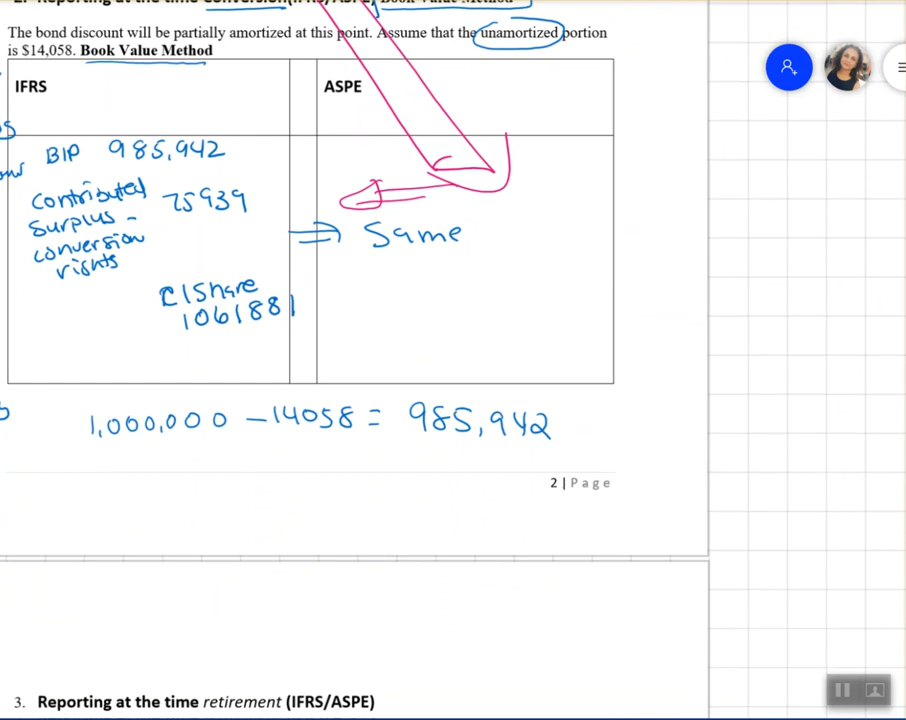 The bond discount will be partially amortized at this point. Assume that the unamortized portion
is $14,058. Book Value Method
IFRS
ASPE
BIP 985,942
Contributed 75939
Surplus -
conversion
rights
Same
C/Share
1061881
1,000,000 - 14058 = 985,942
2 | Page
3. Reporting at the time retirement (IFRS/ASPE)